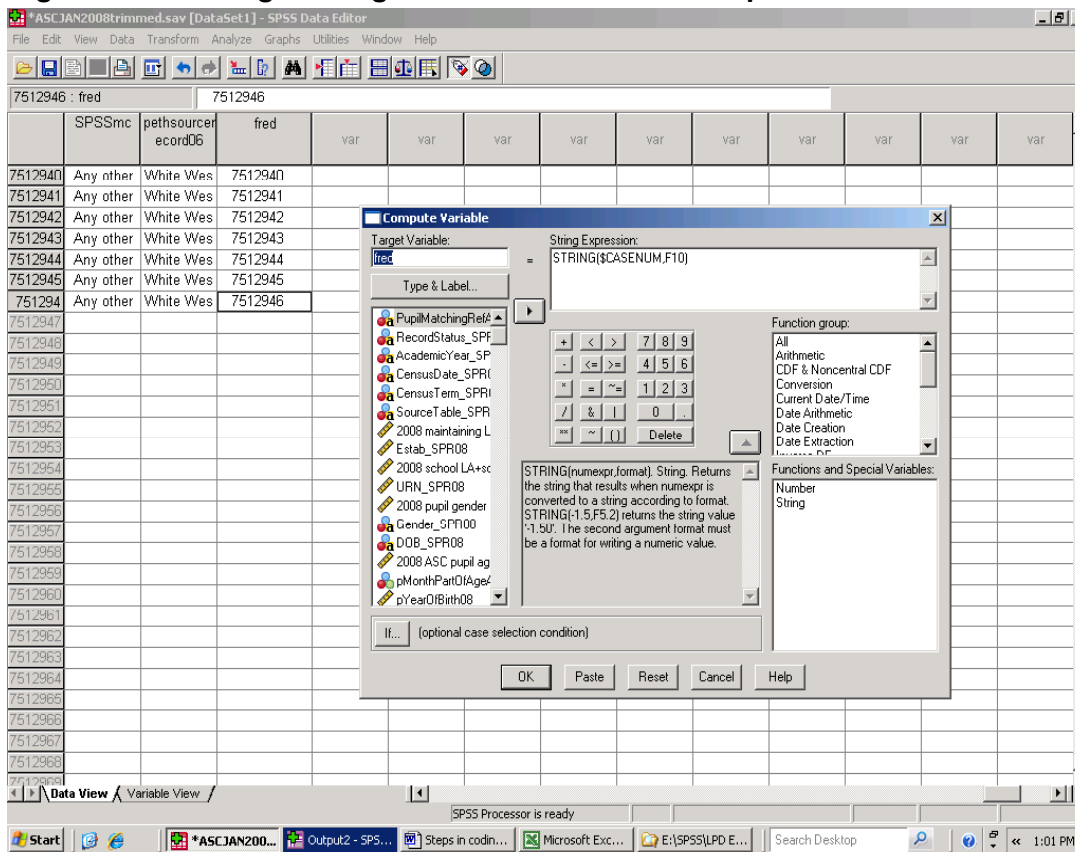 *ASCJAN2008trimmed.sav [DataSet1] - SPSS Data Editor
File Edit View Data Transform Analyze Graphs Utilities Window Help
7512946 : fred 7512946
SPSSmc pethsourcer fred var var var var var var var var var
ecord06
7512940 Any other White Wes 7512940
7512941 Any other White Wes 7512941
7512942 Any other White Wes 7512942
7512943 Any other White Wes 7512943
7512944 Any other White Wes 7512944
7512945 Any other White Wes 7512945
751294 Any other White Wes 7512946
7512947
7512948
7512949
7512950
7512951
7512952
7512953
7512954
7512955
7512956
7512957
7512958
7512959
7512960
7512961
7512962
7512963
7512964
7512965
7512966
7512967
7512968
7512969
Compute Variable
Target Variable:
fred
=
String Expression:
STRING($CASENUM,F10)
Type & Label...
PupilMatchingRefA
RecordStatus_SPR
AcademicYear_SP
CensusDate_SPR0
CensusTerm_SPR
SourceTable_SPR
2008 maintaining L
Estab_SPR08
2008 school LA+sc
URN_SPR08
2008 pupil gender
Gender_SPR08
DOB_SPR08
2008 ASC pupil ag
pMonthPartOfAgeA
pYearOfBirth08
+ < > 7 8 9
- <= >= 4 5 6
* = ~= 1 2 3
/ & | 0 .
** ~ () Delete
Function group:
All
Arithmetic
CDF & Noncentral CDF
Conversion
Current Date/Time
Date Arithmetic
Date Creation
Date Extraction
STRING(numexpr,format). String. Returns
the string that results when numexpr is
converted to a string according to format.
STRING(-1.5,F5.2) returns the string value
'-1.50'. The second argument format must
be a format for writing a numeric value.
Functions and Special Variables:
Number
String
If... (optional case selection condition)
OK Paste Reset Cancel Help
Data View Variable View
SPSS Processor is ready
Start *ASCJAN200... Output2 - SPS... Steps in codin... Microsoft Exc... E:\SPSS\LPD E... Search Desktop « 1:01 PM